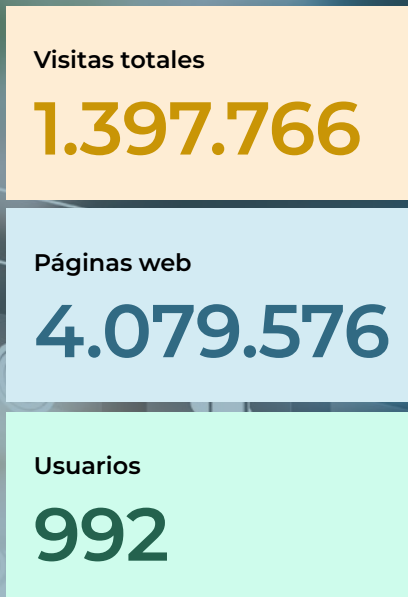 Visitas totales
1.397.766
Páginas web
4.079.576
Usuarios
992